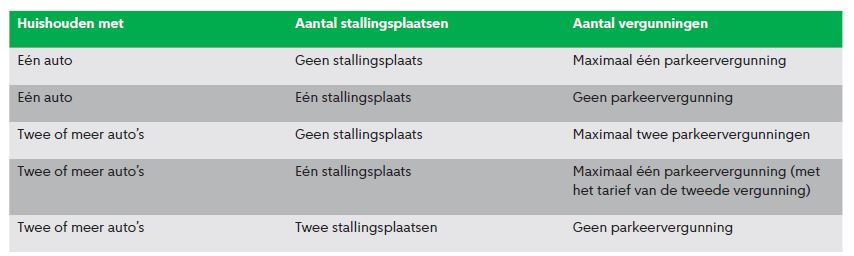 Huishouden met Aantal stallingsplaatsen Aantal vergunningen
Eén auto Geen stallingsplaats Maximaal één parkeervergunning
Eén auto Eén stallingsplaats Geen parkeervergunning
Twee of meer auto's Geen stallingsplaats Maximaal twee parkeervergunningen
Twee of meer auto's Eén stallingsplaats Maximaal één parkeervergunning (met
het tarief van de tweede vergunning)
Twee of meer auto's Twee stallingsplaatsen Geen parkeervergunning